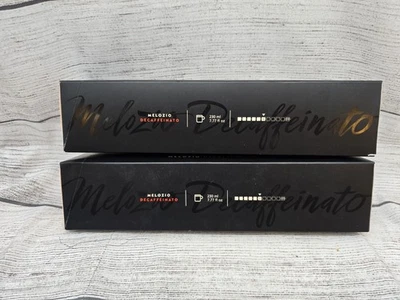 Melozio Decaffeinato
MELOZIO
DECAFFEINATO
230 ml
7.77 fl oz
Melozio Decaffeinato
MELOZIO
DECAFFEINATO
230 ml
7.77 fl oz